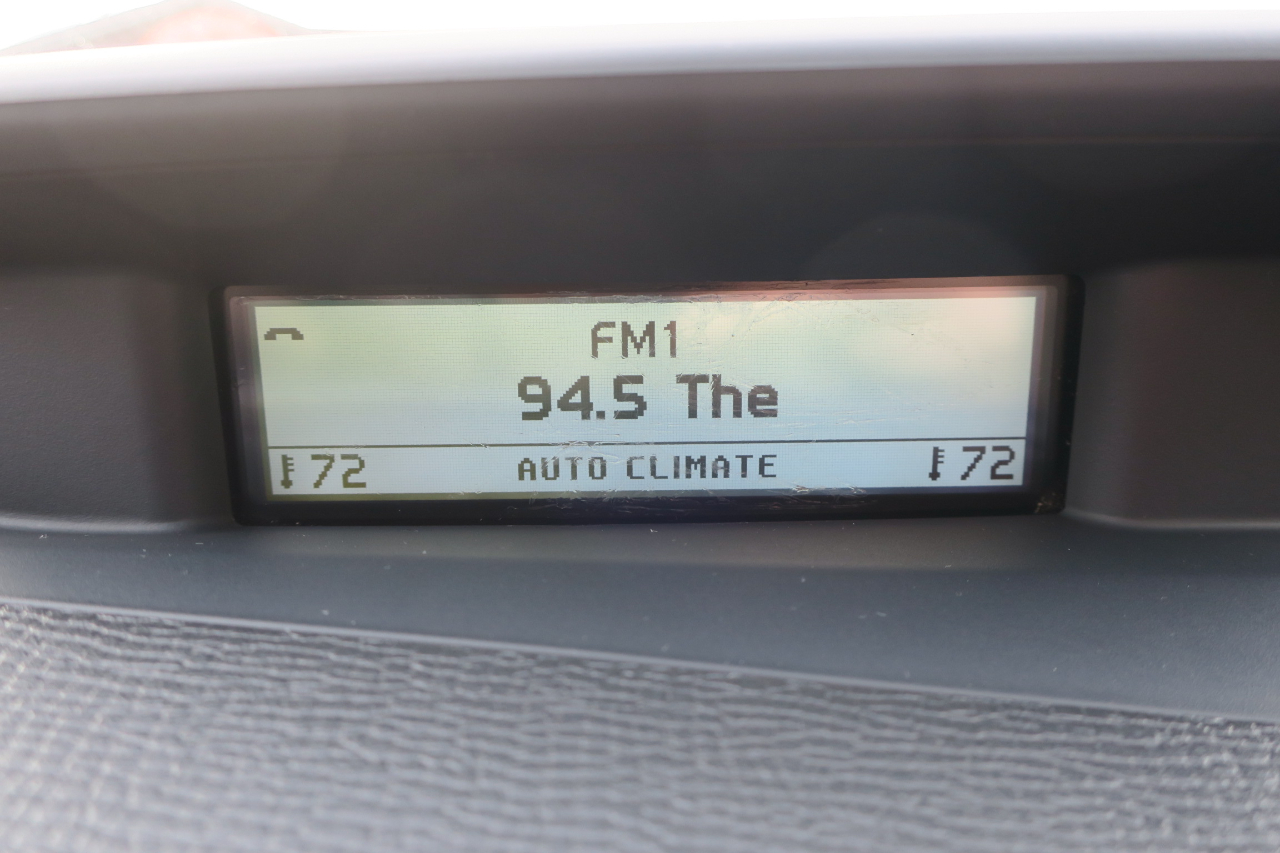 FM1
94.5 The
72 AUTO CLIMATE 72